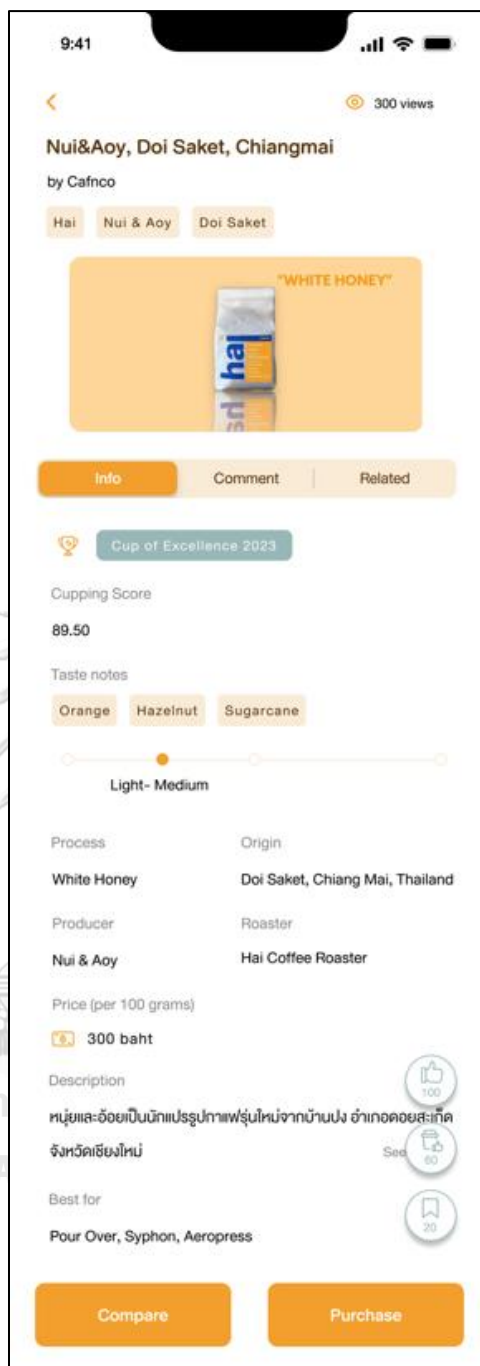 9:41
300 views
Nui&Aoy, Doi Saket, Chiangmai
by Cafnco
Hai Nui & Aoy Doi Saket
"WHITE HONEY"
hai
Info Comment Related
Cup of Excellence 2023
Cupping Score
89.50
Taste notes
Orange Hazelnut Sugarcane
Light- Medium
Process Origin
White Honey Doi Saket, Chiang Mai, Thailand
Producer Roaster
Nui & Aoy Hai Coffee Roaster
Price (per 100 grams)
300 baht
Description
100
หนุ่ยและอ้อยเป็นนักแปรรูปกาแฟรุ่นใหม่จากบ้านปง อำเภอดอยสะเก็ด
จังหวัดเชียงใหม่ See
60
Best for
20
Pour Over, Syphon, Aeropress
Compare Purchase